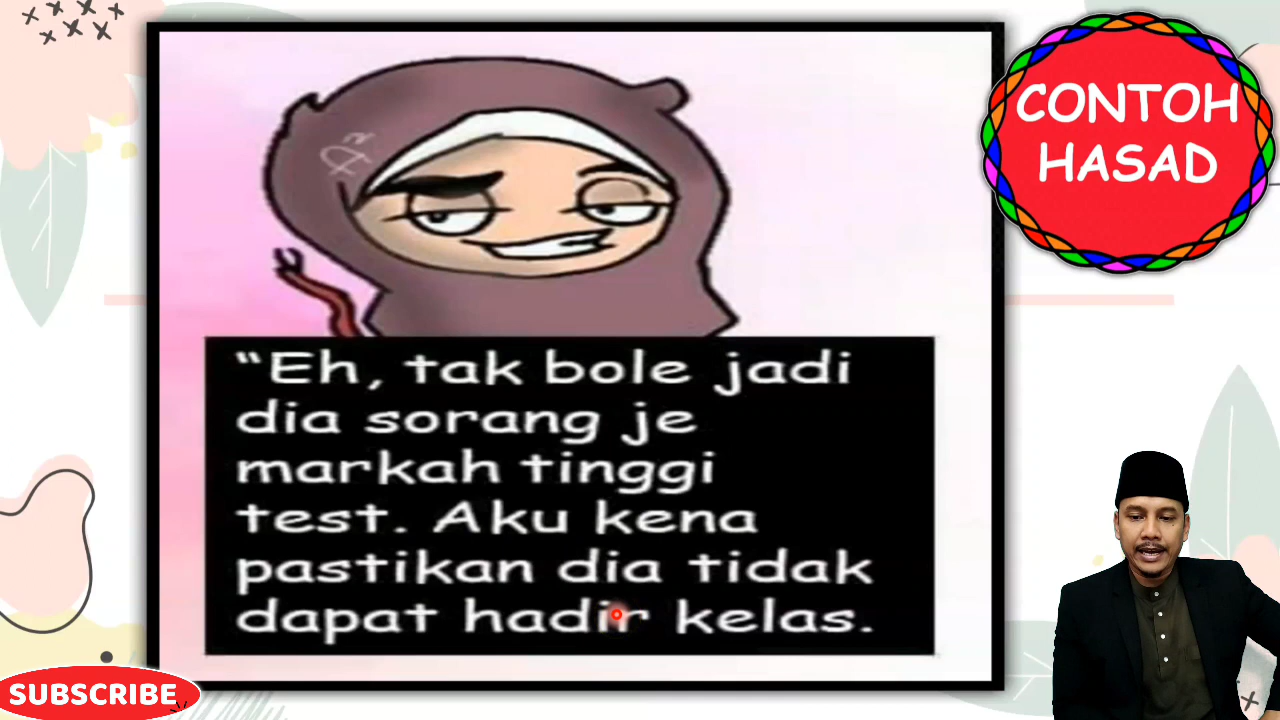 CONTOH
HASAD
“Eh, tak bole jadi
dia sorang je
markah tinggi
test. Aku kena
pastikan dia tidak
dapat hadir kelas.
SUBSCRIBE